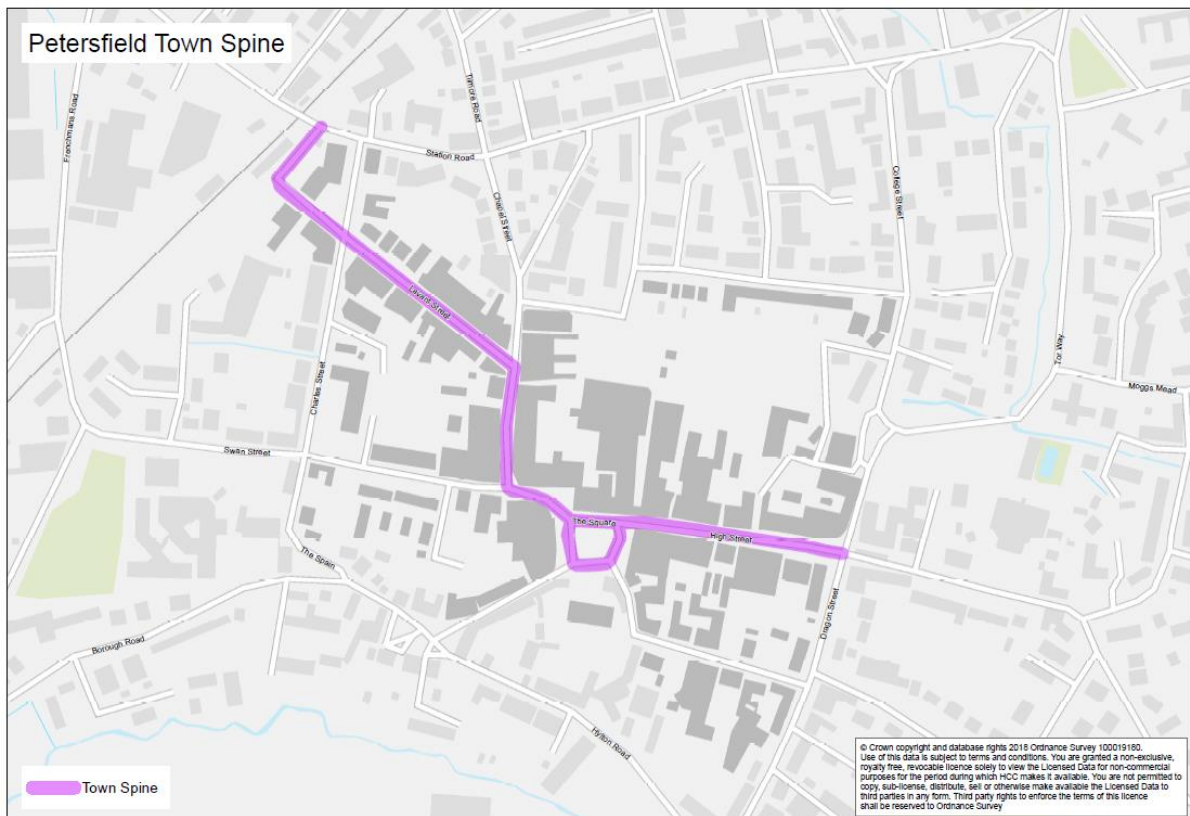 Petersfield Town Spine
Frenchmans Road
Tilmore Road
Station Road
Chapel Street
College Street
Lavant Street
Tor Way
Moggs Mead
Charles Street
Swan Street
The Square
High Street
The Spain
Dragon Street
Borough Road
Hylton Road
Town Spine
© Crown copyright and database rights 2018 Ordnance Survey 100019180.
Use of this data is subject to terms and conditions. You are granted a non-exclusive,
royalty free, revocable licence solely to view the Licensed Data for non-commercial
purposes for the period during which HCC makes it available. You are not permitted to
copy, sub-license, distribute, sell or otherwise make available the Licensed Data to
third parties in any form. Third party rights to enforce the terms of this licence
shall be reserved to Ordnance Survey